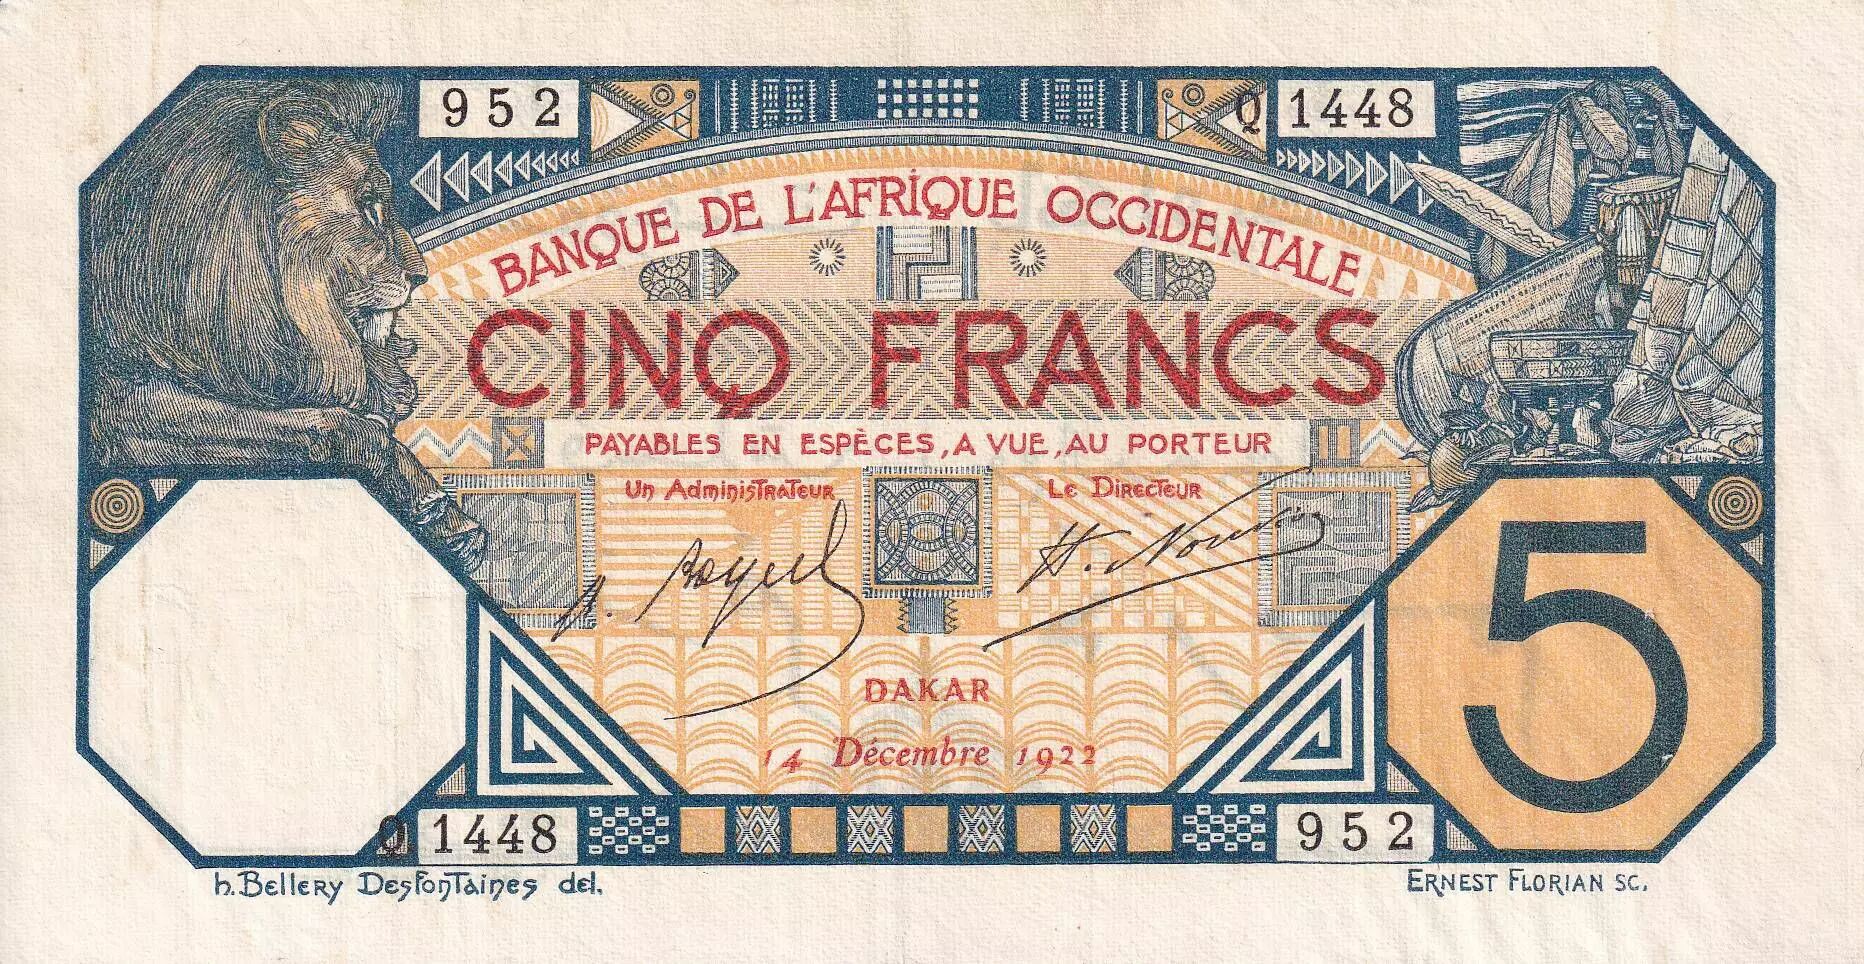 952 Q 1448
BANQUE DE L'AFRIQUE OCCIDENTALE
CINQ FRANCS
PAYABLES EN ESPÈCES, A VUE, AU PORTEUR
Un Administrateur Le Directeur
DAKAR
14 Décembre 1922
5
Q 1448 952
h. Bellery Desfontaines del. ERNEST FLORIAN SC.